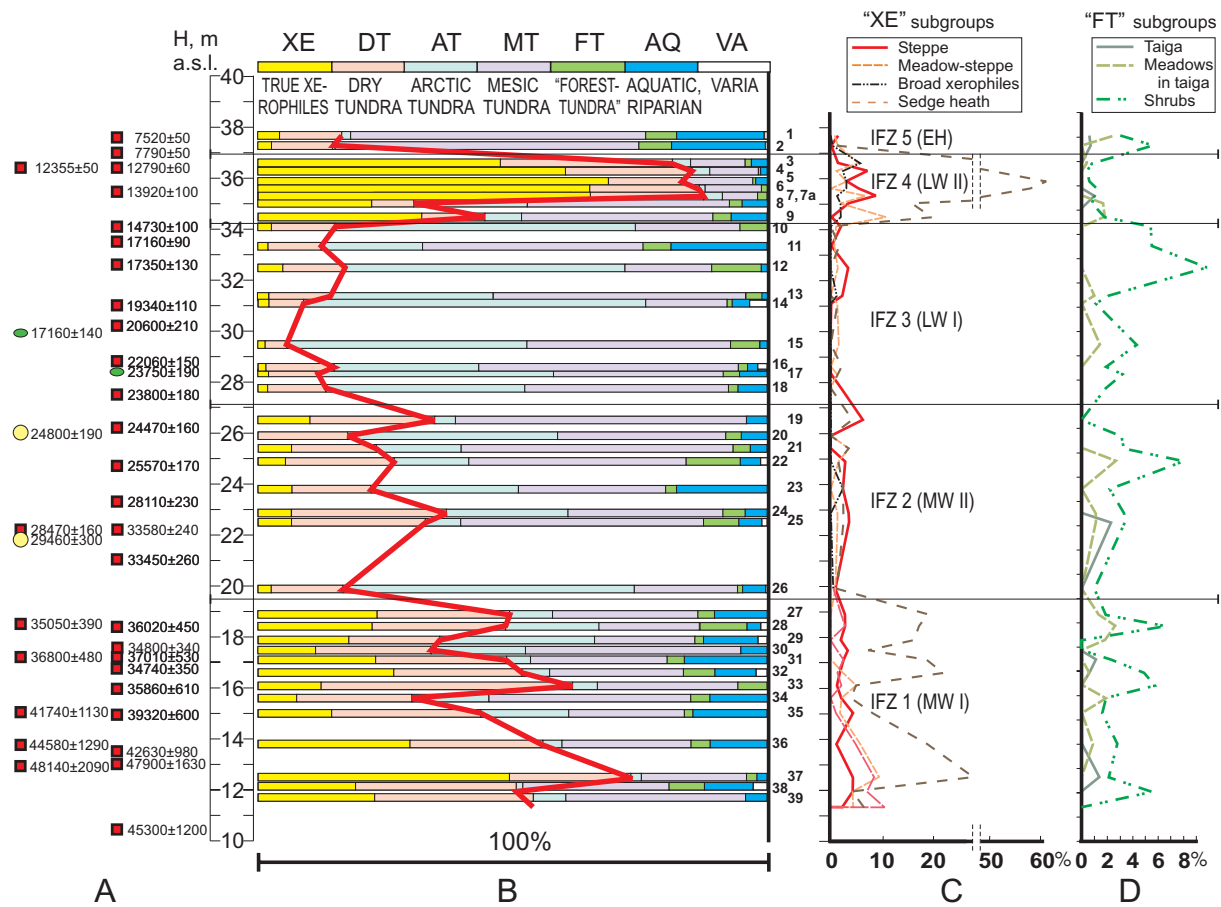 "XE" subgroups
"FT" subgroups
H, m
a.s.l.
XE DT AT MT FT AQ VA
TRUE XE-
ROPHILES
DRY
TUNDRA
ARCTIC
TUNDRA
MESIC
TUNDRA
"FOREST-
TUNDRA"
AQUATIC,
RIPARIAN
VARIA
Steppe
Meadow-steppe
Broad xerophiles
Sedge heath
Taiga
Meadows
in taiga
Shrubs
40
38
36
34
32
30
28
26
24
22
20
18
16
14
12
10
12355±50
17160±140
24800±190
28470±160
29460±300
35050±390
36800±480
41740±1130
44580±1290
48140±2090
7520±50
7790±50
12790±60
13920±100
14730±100
17160±90
17350±130
19340±110
20600±210
22060±150
23750±190
23800±180
24470±160
25570±170
28110±230
33580±240
33450±260
36020±450
34800±340
37010±530
34740±350
35860±610
39320±600
42630±980
47900±1630
45300±1200
1
2
3
4
5
6
7,7a
8
9
10
11
12
13
14
15
16
17
18
19
20
21
22
23
24
25
26
27
28
29
30
31
32
33
34
35
36
37
38
39
IFZ 5 (EH)
IFZ 4 (LW II)
IFZ 3 (LW I)
IFZ 2 (MW II)
IFZ 1 (MW I)
100%
0 10 20 50 60%
0 2 4 6 8%
A B C D